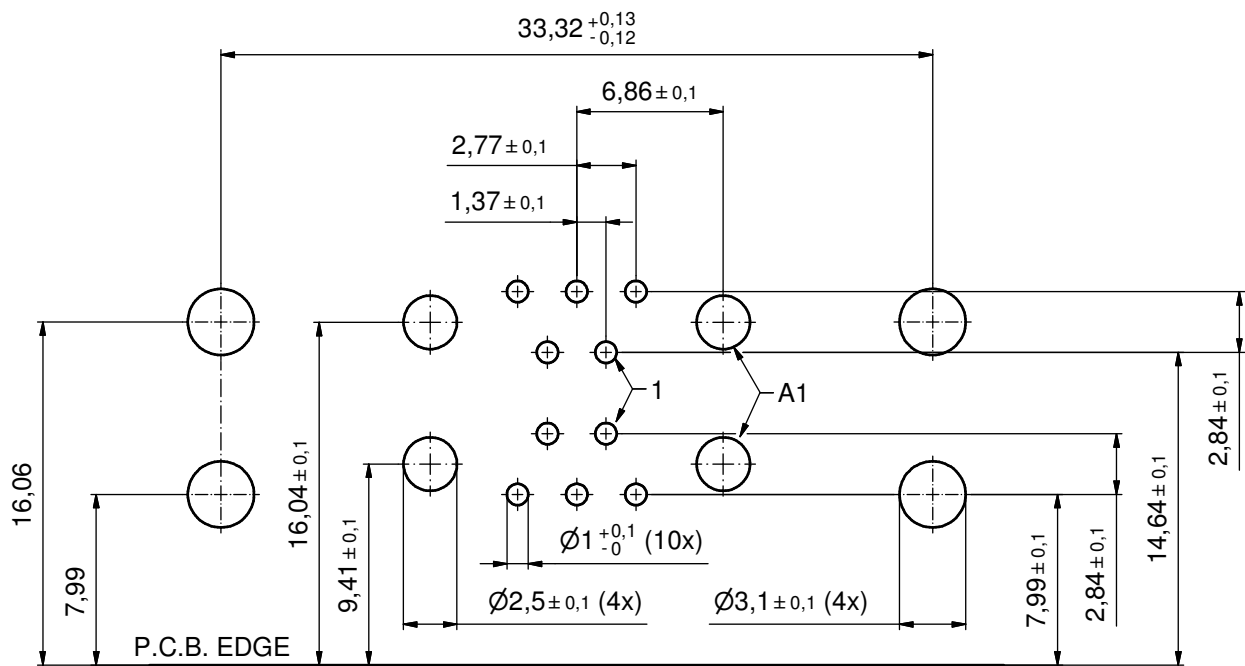 33,32 +0,13 -0,12
6,86 ± 0,1
2,77 ± 0,1
1,37 ± 0,1
1
A1
2,84 ± 0,1
16,06
16,04 ± 0,1
14,64 ± 0,1
7,99
9,41 ± 0,1
7,99 ± 0,1
2,84 ± 0,1
Ø1 +0,1 -0 (10x)
Ø2,5 ± 0,1 (4x)
Ø3,1 ± 0,1 (4x)
P.C.B. EDGE